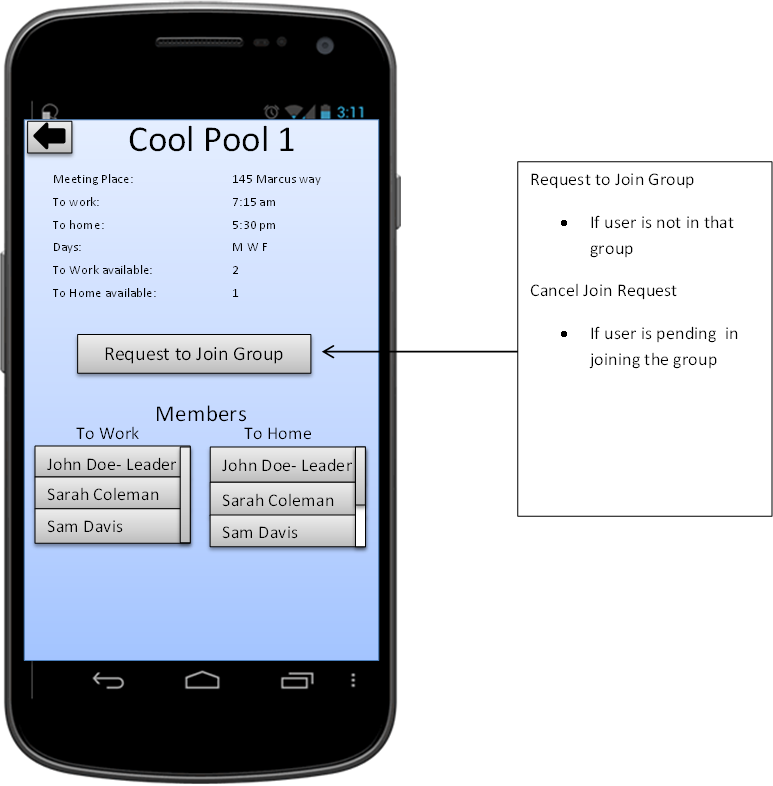 3:11
Cool Pool 1
Meeting Place: 145 Marcus way
To work: 7:15 am
To home: 5:30 pm
Days: M W F
To Work available: 2
To Home available: 1
Request to Join Group
Members
To Work To Home
John Doe- Leader John Doe- Leader
Sarah Coleman Sarah Coleman
Sam Davis Sam Davis
Request to Join Group
• If user is not in that
group
Cancel Join Request
• If user is pending in
joining the group